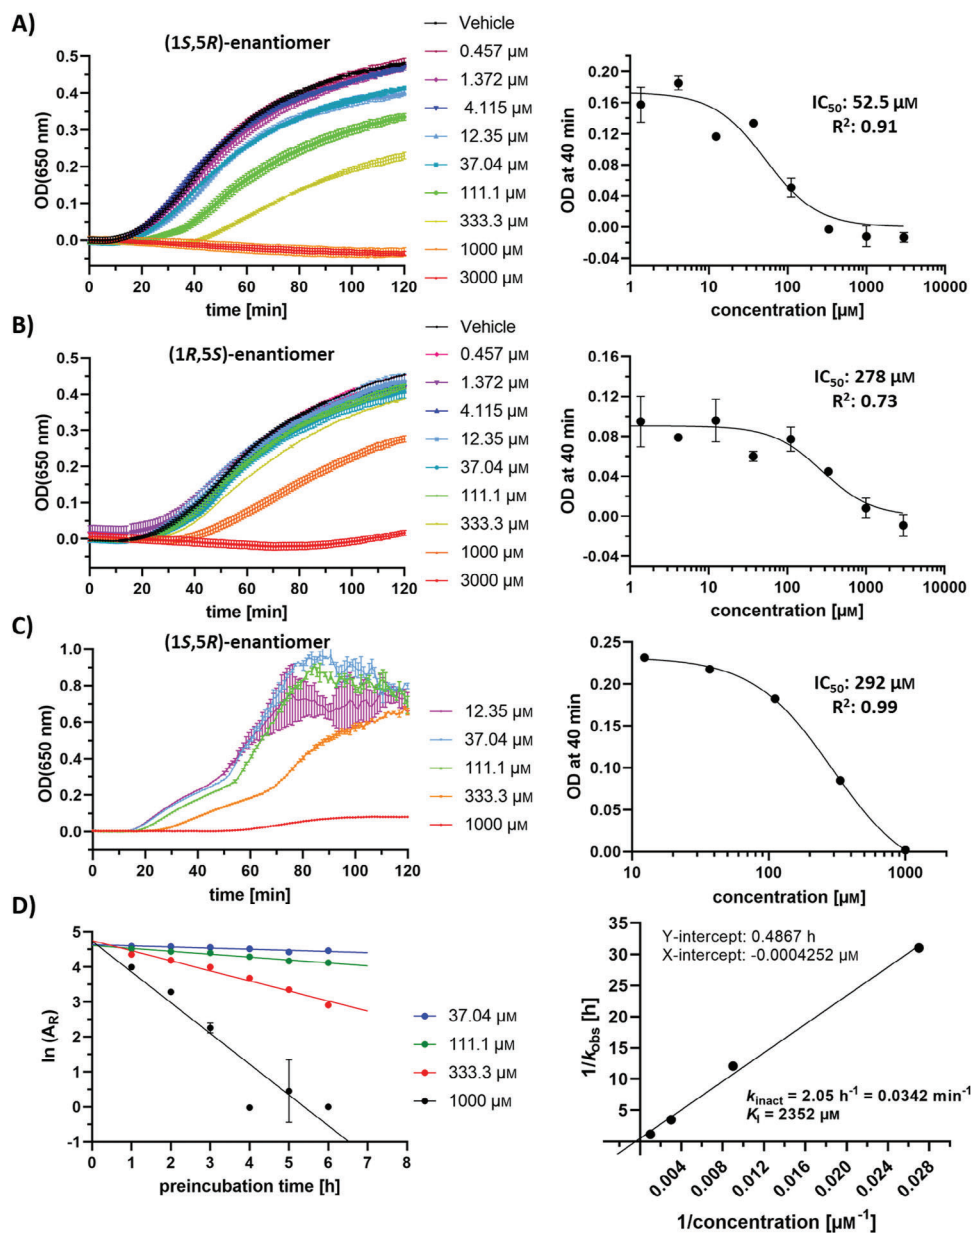 A)
(1S,5R)-enantiomer
OD(650 nm)
0.5
0.4
0.3
0.2
0.1
0.0
0 20 40 60 80 100 120
time [min]
Vehicle
0.457 µM
1.372 µM
4.115 µM
12.35 µM
37.04 µM
111.1 µM
333.3 µM
1000 µM
3000 µM
OD at 40 min
0.20
0.16
0.12
0.08
0.04
0.00
-0.04
IC50: 52.5 µM
R2: 0.91
1 10 100 1000 10000
concentration [µM]
B)
(1R,5S)-enantiomer
OD(650 nm)
0.5
0.4
0.3
0.2
0.1
0.0
0 20 40 60 80 100 120
time [min]
Vehicle
0.457 µM
1.372 µM
4.115 µM
12.35 µM
37.04 µM
111.1 µM
333.3 µM
1000 µM
3000 µM
OD at 40 min
0.16
0.12
0.08
0.04
0.00
-0.04
IC50: 278 µM
R2: 0.73
1 10 100 1000 10000
concentration [µM]
C)
(1S,5R)-enantiomer
OD(650 nm)
1.0
0.8
0.6
0.4
0.2
0.0
0 20 40 60 80 100 120
time [min]
12.35 µM
37.04 µM
111.1 µM
333.3 µM
1000 µM
OD at 40 min
0.25
0.20
0.15
0.10
0.05
0.00
IC50: 292 µM
R2: 0.99
10 100 1000
concentration [µM]
D)
ln (AR)
5
4
3
2
1
0
-1
0 1 2 3 4 5 6 7 8
preincubation time [h]
37.04 µM
111.1 µM
333.3 µM
1000 µM
1/kobs [h]
35
30
25
20
15
10
5
Y-intercept: 0.4867 h
X-intercept: -0.0004252 µM
kinact = 2.05 h-1 = 0.0342 min-1
KI = 2352 µM
0.004 0.008 0.012 0.016 0.020 0.024 0.028
1/concentration [µM-1]